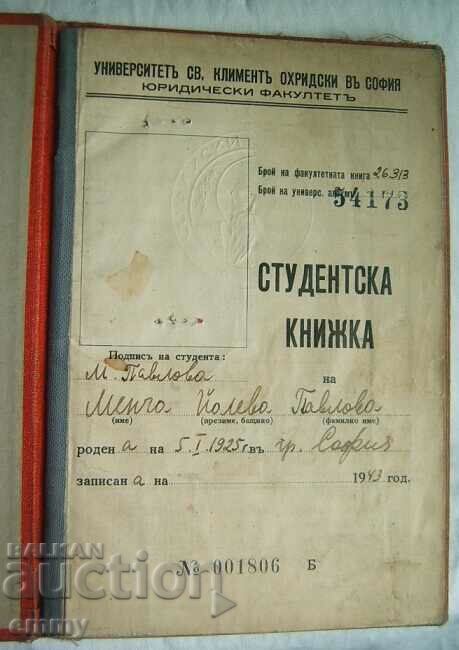 УНИВЕРСИТЕТЪ СВ. КЛИМЕНТЪ ОХРИДСКИ ВЪ СОФИЯ
ЮРИДИЧЕСКИ ФАКУЛТЕТЪ
Брой на факултетната книга 26313
Брой на универс.
54173
СТУДЕНТСКА
КНИЖКА
Подписъ на студента:
М. Павлова
на
Менча Колева Павлова
(име) (презиме, бащино) (фамилно име)
роден а на 5. I. 1925 г въ гр. София
записан а на 1943 год.
№ 001806 Б
BALKAN
auction
emmy